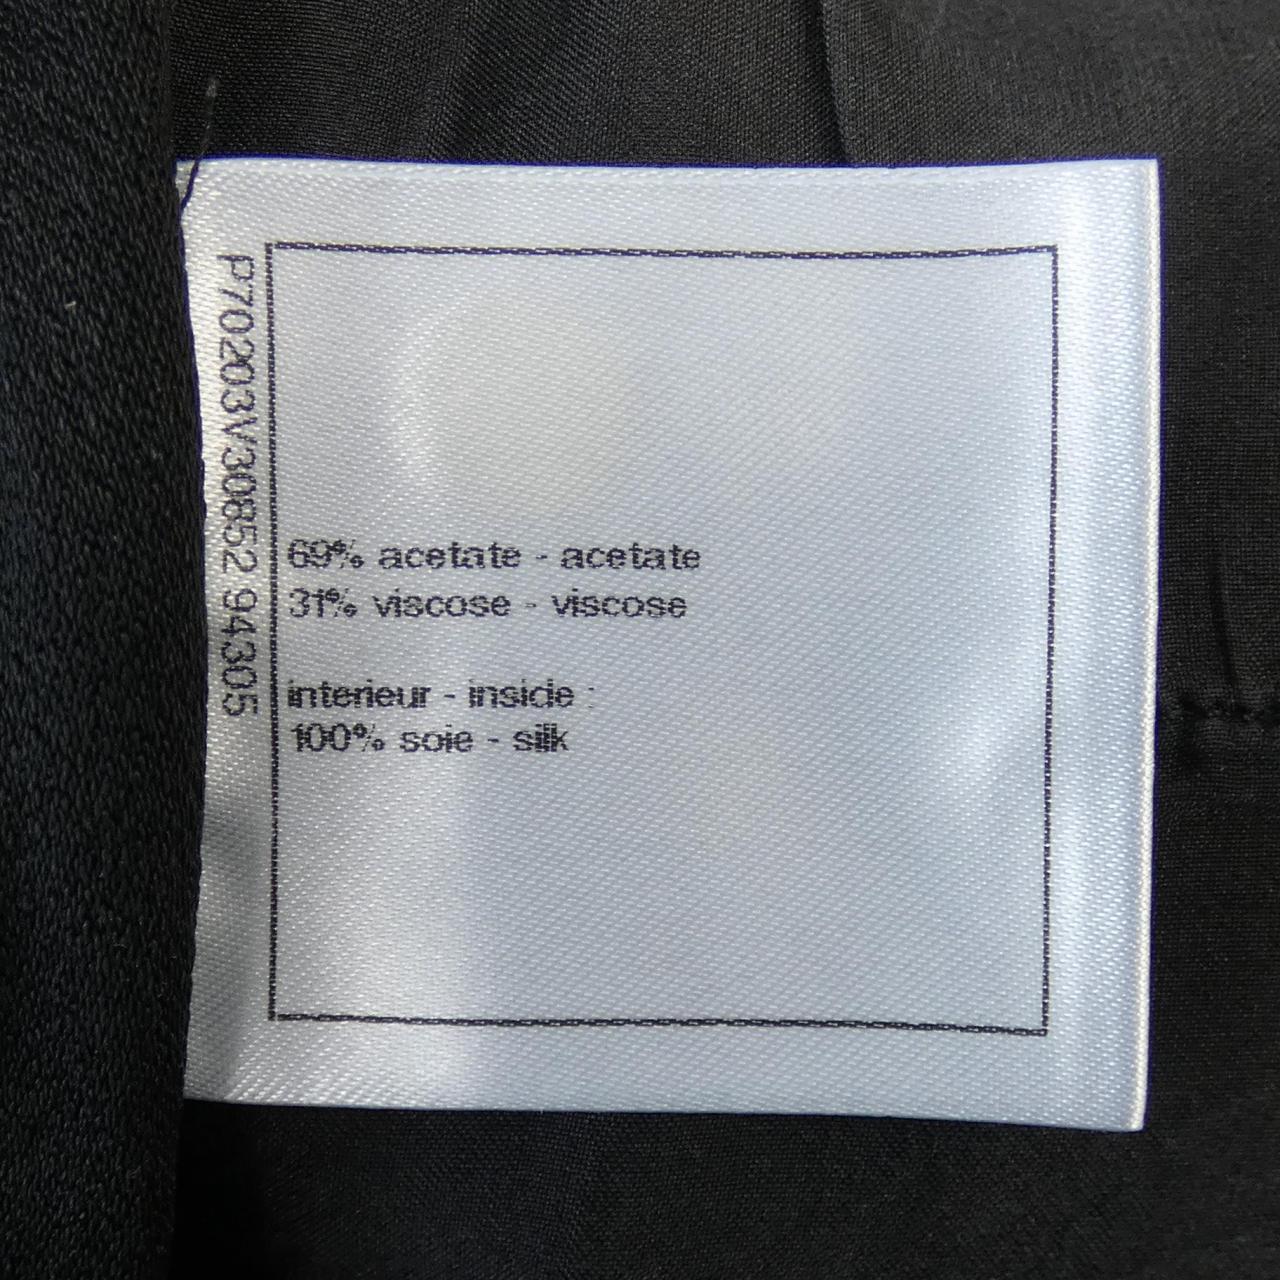 P70203V30852 94305
69% acetate - acetate
31% viscose - viscose
interieur - inside :
100% soie - silk